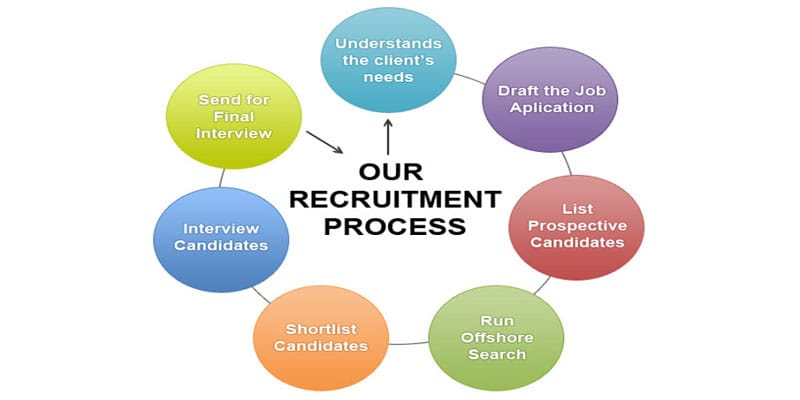 Understands
the client's
needs
Draft the Job
Aplication
List
Prospective
Candidates
Run
Offshore
Search
Shortlist
Candidates
Interview
Candidates
Send for
Final
Interview
OUR
RECRUITMENT
PROCESS